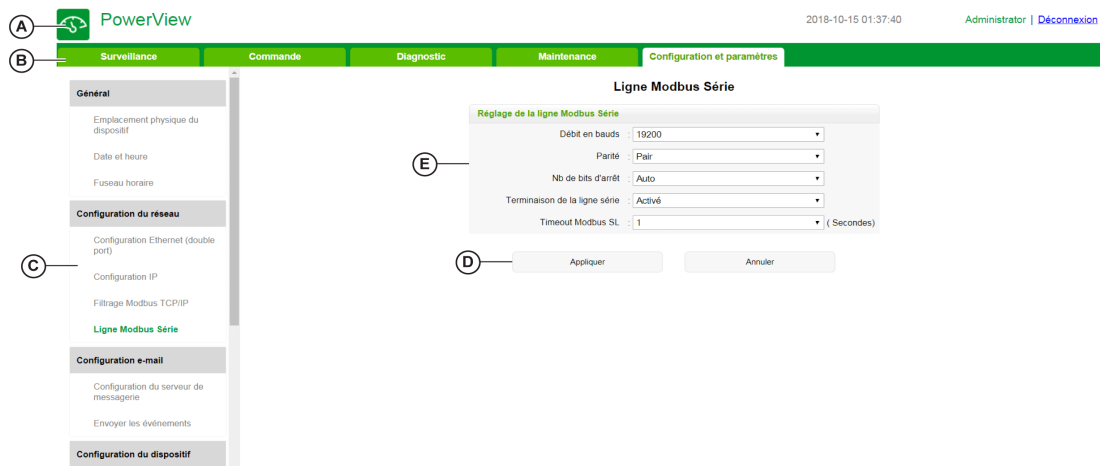 A
PowerView
2018-10-15 01:37:40
Administrator | Déconnexion
B
Surveillance
Commande
Diagnostic
Maintenance
Configuration et paramètres
C
Général
Emplacement physique du
dispositif
Date et heure
Fuseau horaire
Configuration du réseau
Configuration Ethernet (double
port)
Configuration IP
Filtrage Modbus TCP/IP
Ligne Modbus Série
Configuration e-mail
Configuration du serveur de
messagerie
Envoyer les événements
Configuration du dispositif
Ligne Modbus Série
E
Réglage de la ligne Modbus Série
Débit en bauds : 19200
Parité : Pair
Nb de bits d'arrêt : Auto
Terminaison de la ligne série : Activé
Timeout Modbus SL : 1 ( Secondes)
D
Appliquer
Annuler